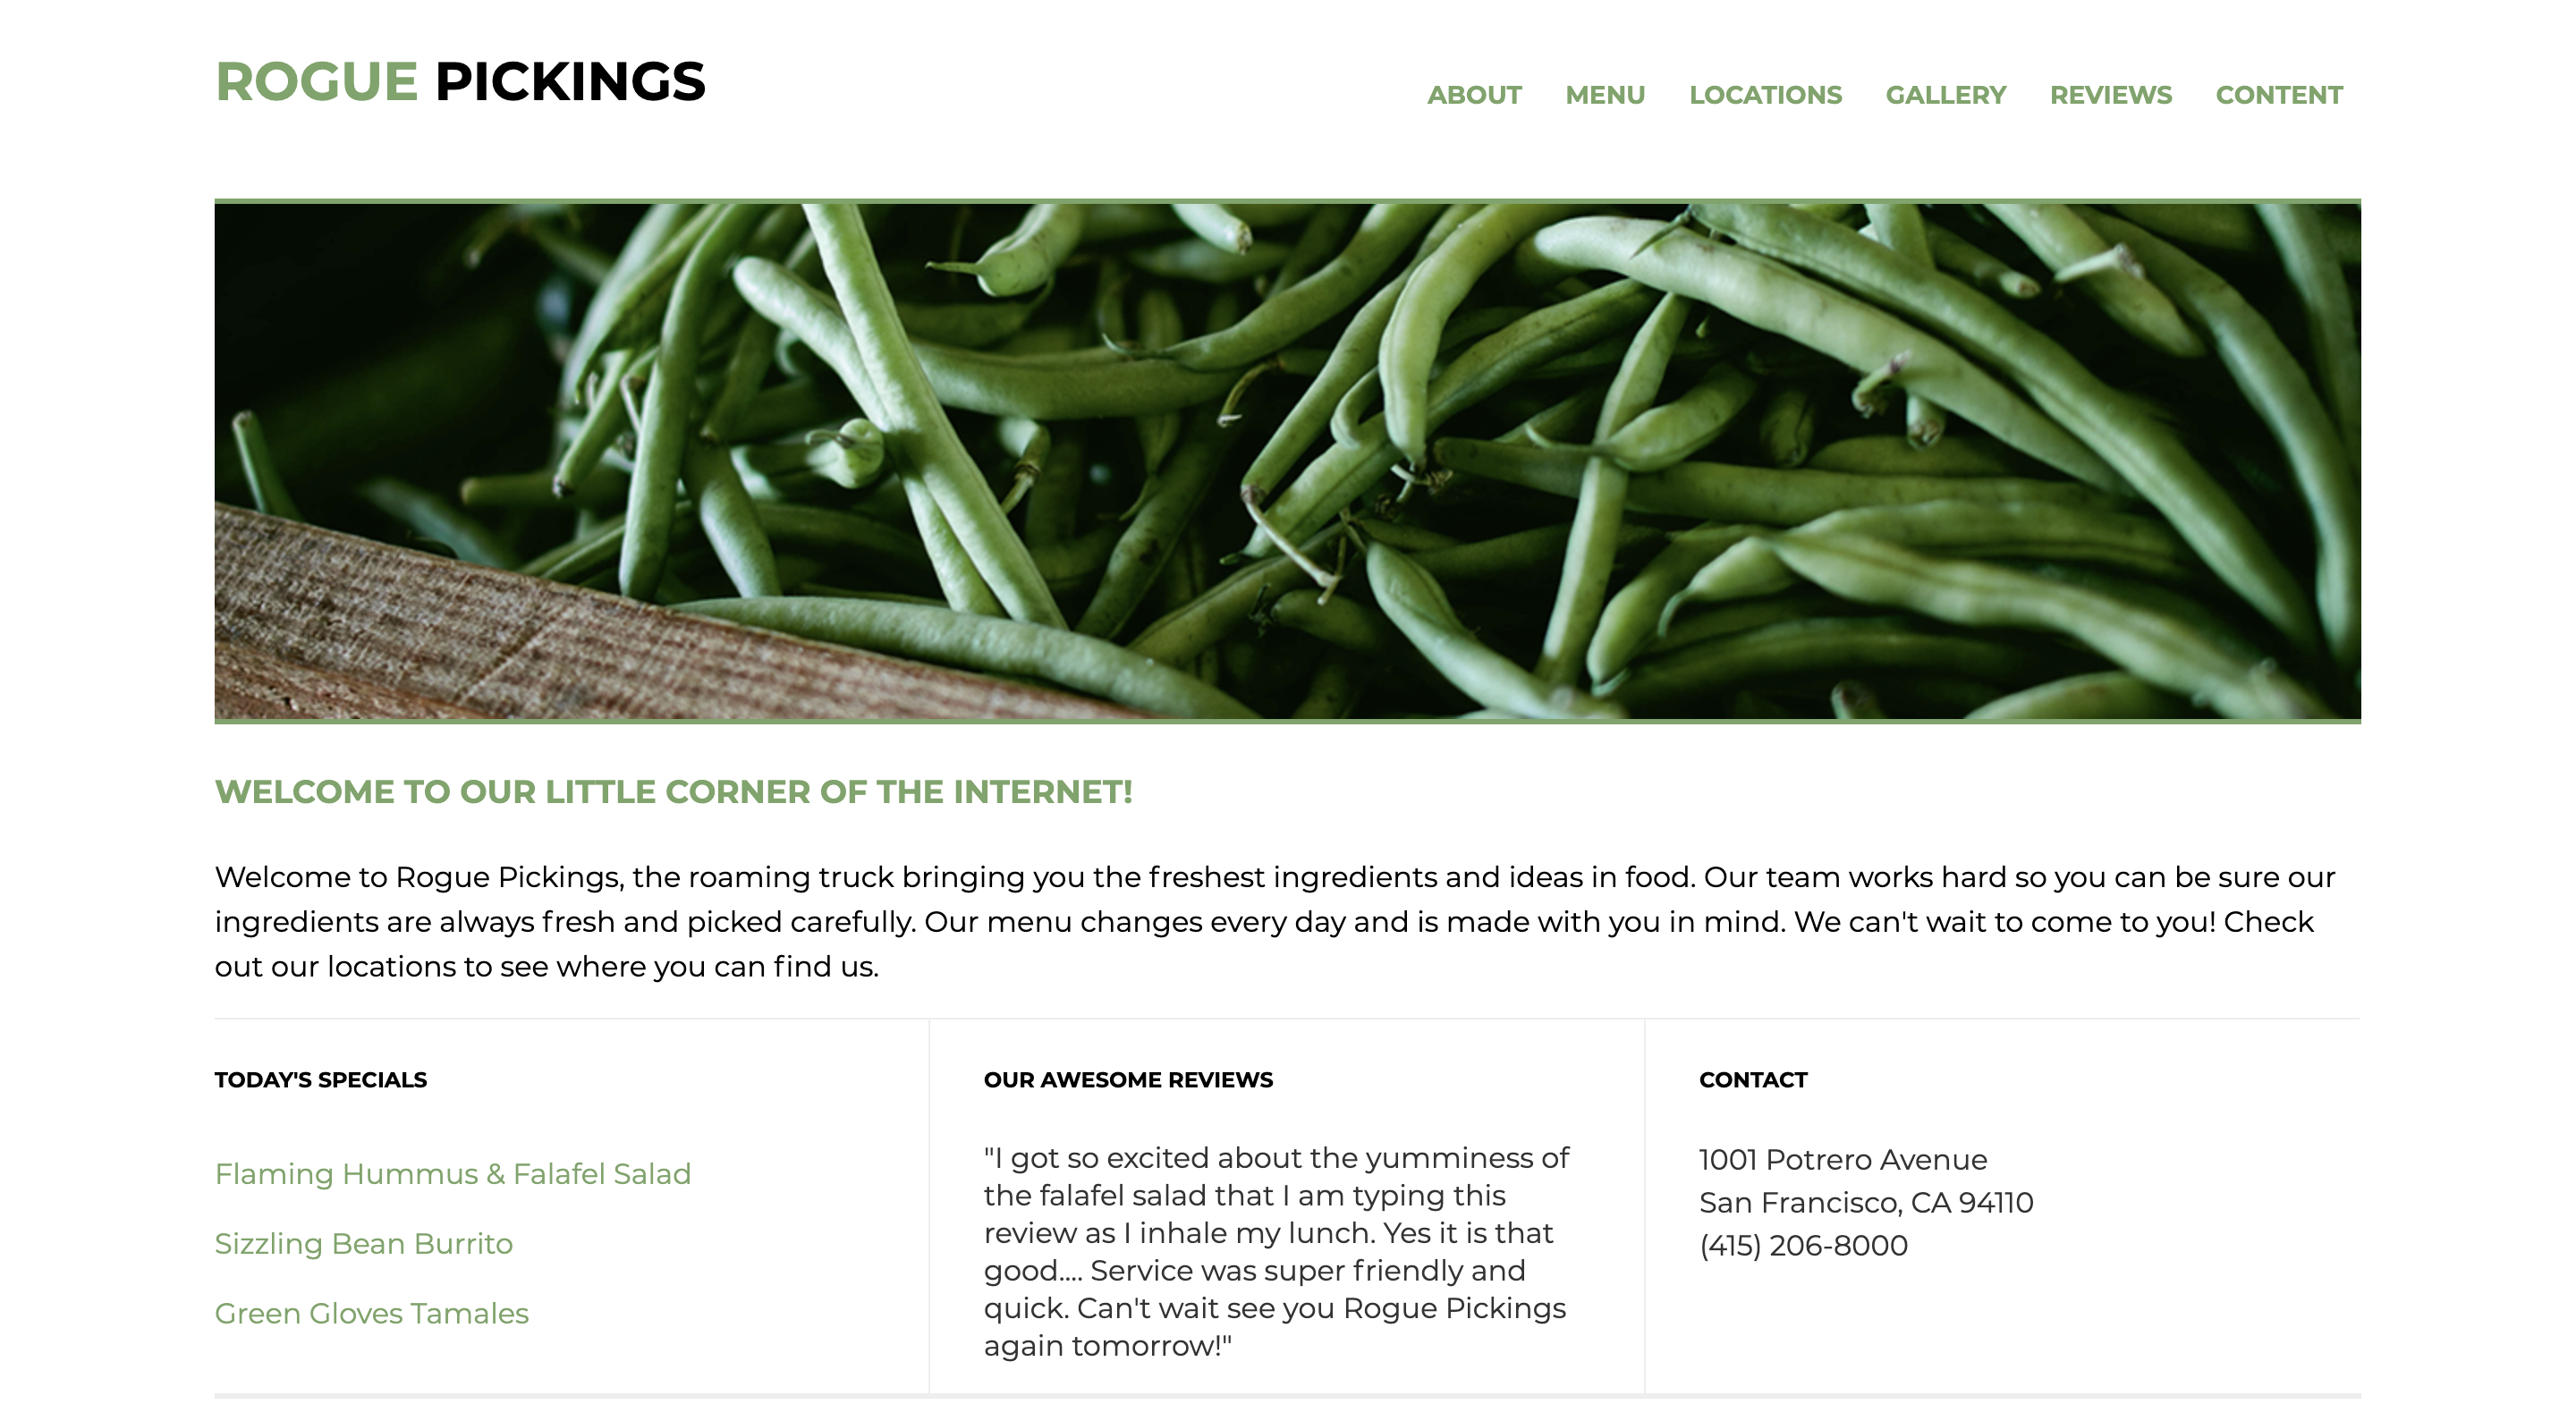 ROGUE PICKINGS
ABOUT MENU LOCATIONS GALLERY REVIEWS CONTENT
WELCOME TO OUR LITTLE CORNER OF THE INTERNET!
Welcome to Rogue Pickings, the roaming truck bringing you the freshest ingredients and ideas in food. Our team works hard so you can be sure our
ingredients are always fresh and picked carefully. Our menu changes every day and is made with you in mind. We can't wait to come to you! Check
out our locations to see where you can find us.
TODAY'S SPECIALS
Flaming Hummus & Falafel Salad
Sizzling Bean Burrito
Green Gloves Tamales
OUR AWESOME REVIEWS
"I got so excited about the yumminess of
the falafel salad that I am typing this
review as I inhale my lunch. Yes it is that
good.... Service was super friendly and
quick. Can't wait see you Rogue Pickings
again tomorrow!"
CONTACT
1001 Potrero Avenue
San Francisco, CA 94110
(415) 206-8000